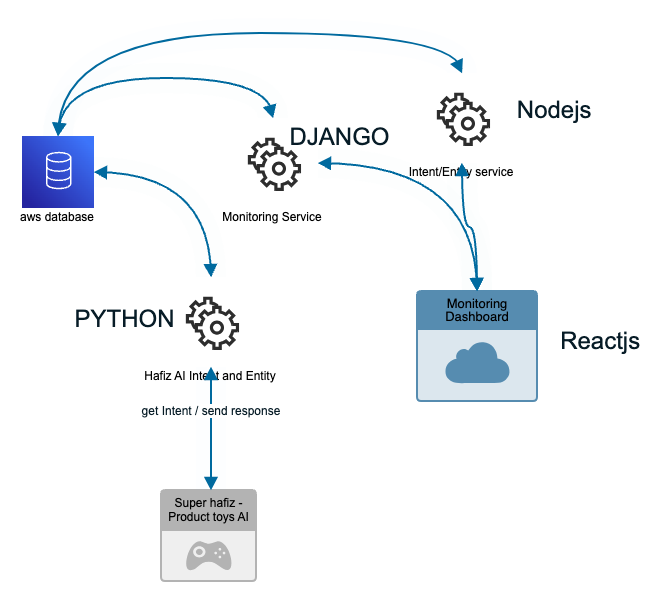 Nodejs
DJANGO
Intent/Entity service
aws database
Monitoring Service
Monitoring
Dashboard
PYTHON
Reactjs
Hafiz AI Intent and Entity
get Intent / send response
Super hafiz -
Product toys AI